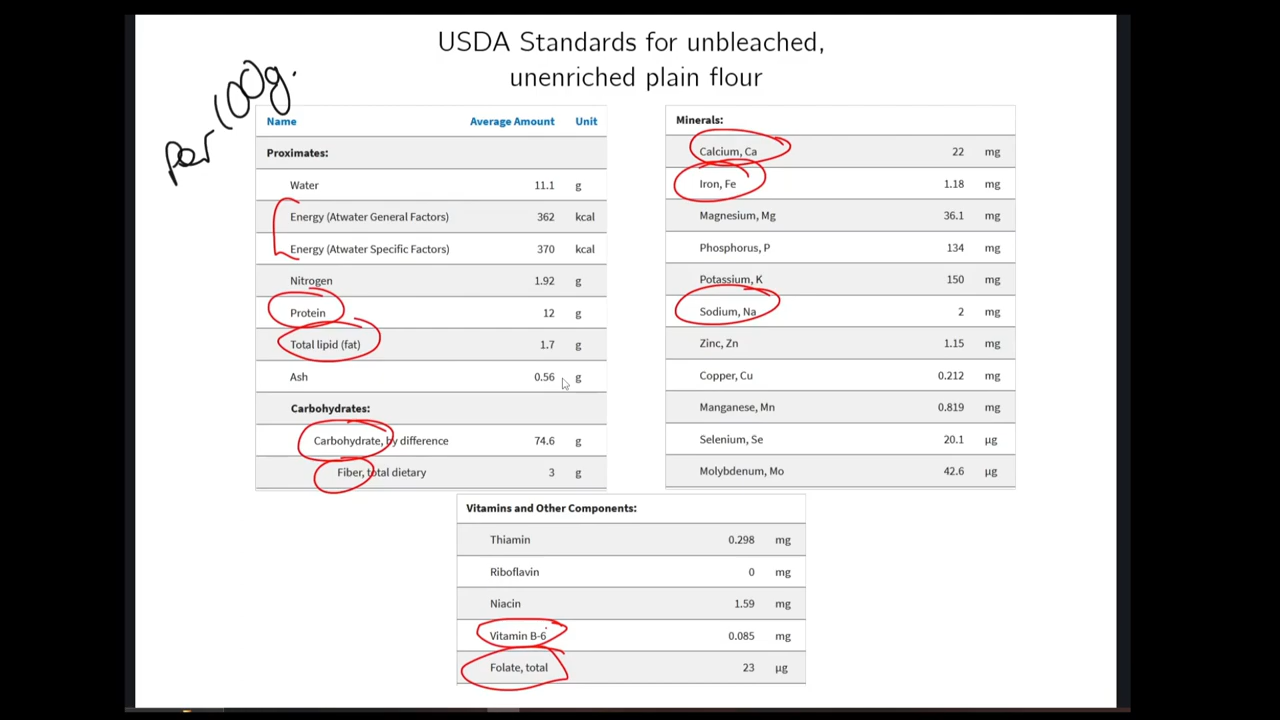 USDA Standards for unbleached,
unenriched plain flour
per 100g.
Name Average Amount Unit
Proximates:
Water 11.1 g
Energy (Atwater General Factors) 362 kcal
Energy (Atwater Specific Factors) 370 kcal
Nitrogen 1.92 g
Protein 12 g
Total lipid (fat) 1.7 g
Ash 0.56 g
Carbohydrates:
Carbohydrate, by difference 74.6 g
Fiber, total dietary 3 g
Minerals:
Calcium, Ca 22 mg
Iron, Fe 1.18 mg
Magnesium, Mg 36.1 mg
Phosphorus, P 134 mg
Potassium, K 150 mg
Sodium, Na 2 mg
Zinc, Zn 1.15 mg
Copper, Cu 0.212 mg
Manganese, Mn 0.819 mg
Selenium, Se 20.1 µg
Molybdenum, Mo 42.6 µg
Vitamins and Other Components:
Thiamin 0.298 mg
Riboflavin 0 mg
Niacin 1.59 mg
Vitamin B-6 0.085 mg
Folate, total 23 µg